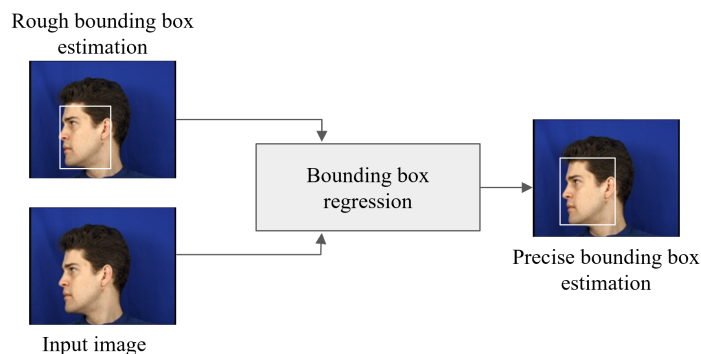 Rough bounding box
estimation
Bounding box
regression
Precise bounding box
estimation
Input image